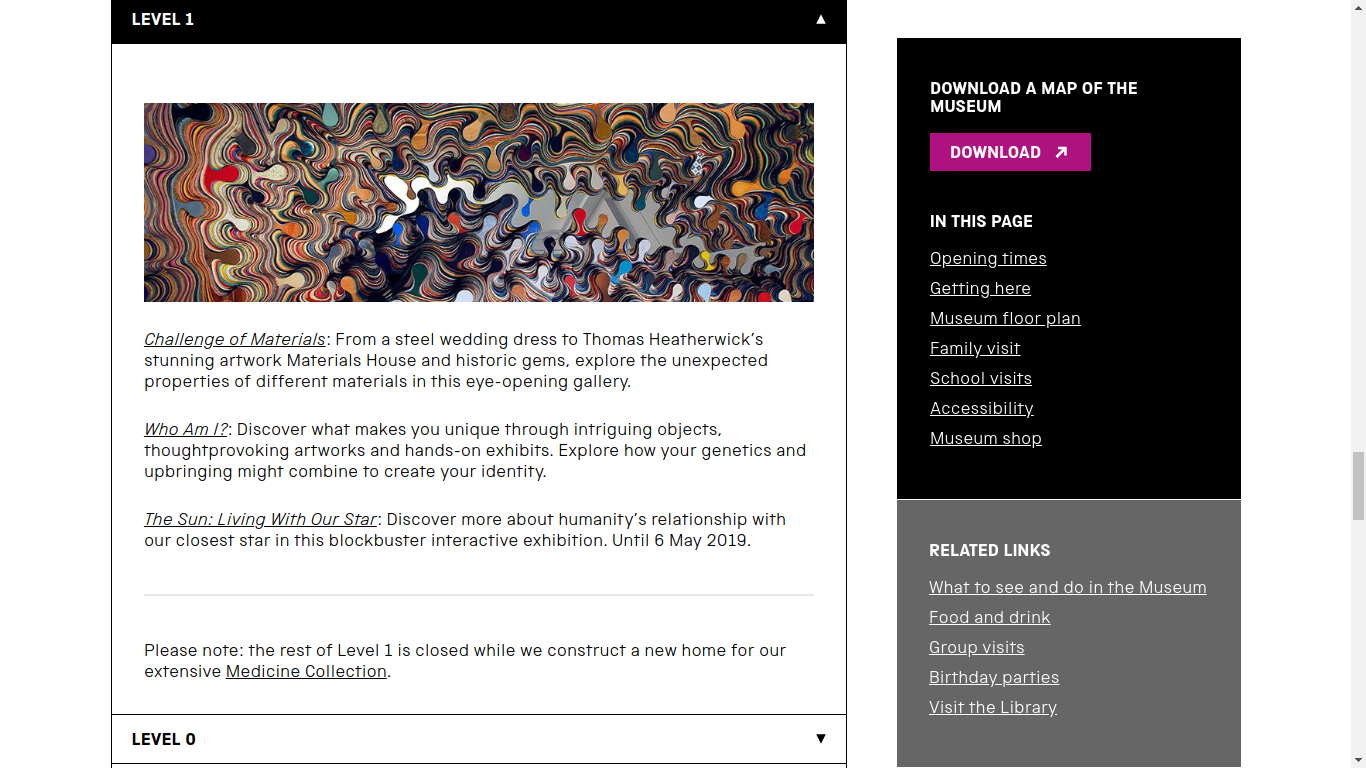 LEVEL 1 ▲
Challenge of Materials: From a steel wedding dress to Thomas Heatherwick’s
stunning artwork Materials House and historic gems, explore the unexpected
properties of different materials in this eye-opening gallery.
Who Am I?: Discover what makes you unique through intriguing objects,
thoughtprovoking artworks and hands-on exhibits. Explore how your genetics and
upbringing might combine to create your identity.
The Sun: Living With Our Star: Discover more about humanity’s relationship with
our closest star in this blockbuster interactive exhibition. Until 6 May 2019.
Please note: the rest of Level 1 is closed while we construct a new home for our
extensive Medicine Collection.
LEVEL 0 ▼
DOWNLOAD A MAP OF THE
MUSEUM
DOWNLOAD
IN THIS PAGE
Opening times
Getting here
Museum floor plan
Family visit
School visits
Accessibility
Museum shop
RELATED LINKS
What to see and do in the Museum
Food and drink
Group visits
Birthday parties
Visit the Library